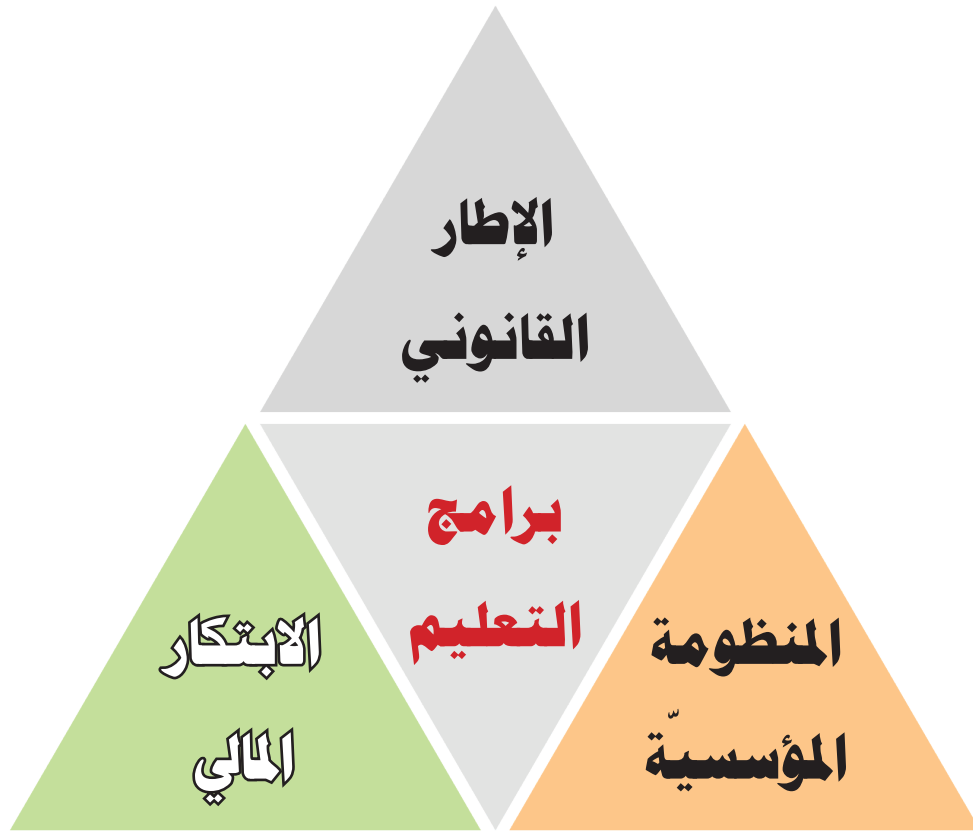 الإطار
القانوني
برامج
التعليم
المنظومة
المؤسسيّة
الابتكار
المالي